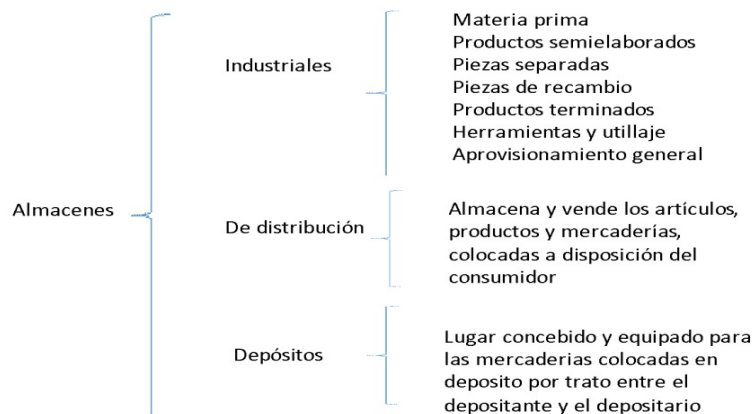 Almacenes
Industriales
Materia prima
Productos semielaborados
Piezas separadas
Piezas de recambio
Productos terminados
Herramientas y utillaje
Aprovisionamiento general
De distribución
Almacena y vende los artículos,
productos y mercaderías,
colocadas a disposición del
consumidor
Depósitos
Lugar concebido y equipado para
las mercaderias colocadas en
deposito por trato entre el
depositante y el depositario